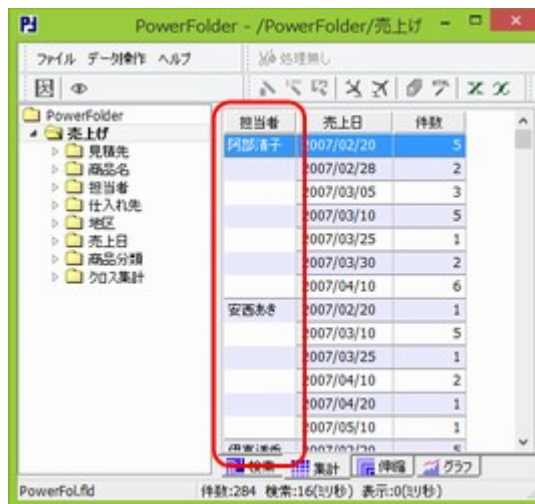 PowerFolder - /PowerFolder/売上げ
ファイル データ操作 ヘルプ 処理無し
PowerFolder
売上げ
見積先
商品名
担当者
仕入れ先
地区
売上日
商品分類
クロス集計
担当者 売上日 件数
阿部清子 2007/02/20 5
2007/02/28 2
2007/03/05 3
2007/03/10 5
2007/03/25 1
2007/03/30 2
2007/04/10 6
安西あき 2007/02/20 1
2007/03/10 5
2007/03/25 1
2007/04/10 2
2007/04/20 1
2007/05/10 1
2007/02/20 5
検索 集計 伸縮 グラフ
PowerFol.fld 件数:284 検索:16(ミリ秒) 表示:0(ミリ秒)